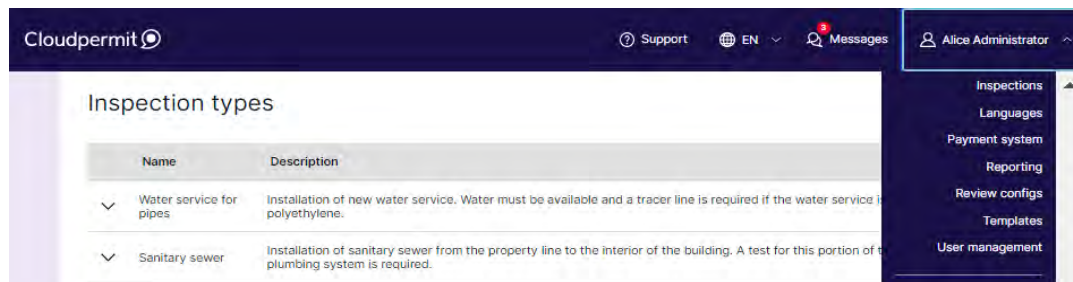 Cloudpermit
Support
EN
3
Messages
Alice Administrator
Inspections
Languages
Payment system
Reporting
Review configs
Templates
User management
Inspection types
Name Description
Water service for pipes
Installation of new water service. Water must be available and a tracer line is required if the water service
polyethylene.
Sanitary sewer
Installation of sanitary sewer from the property line to the interior of the building. A test for this portion of
plumbing system is required.